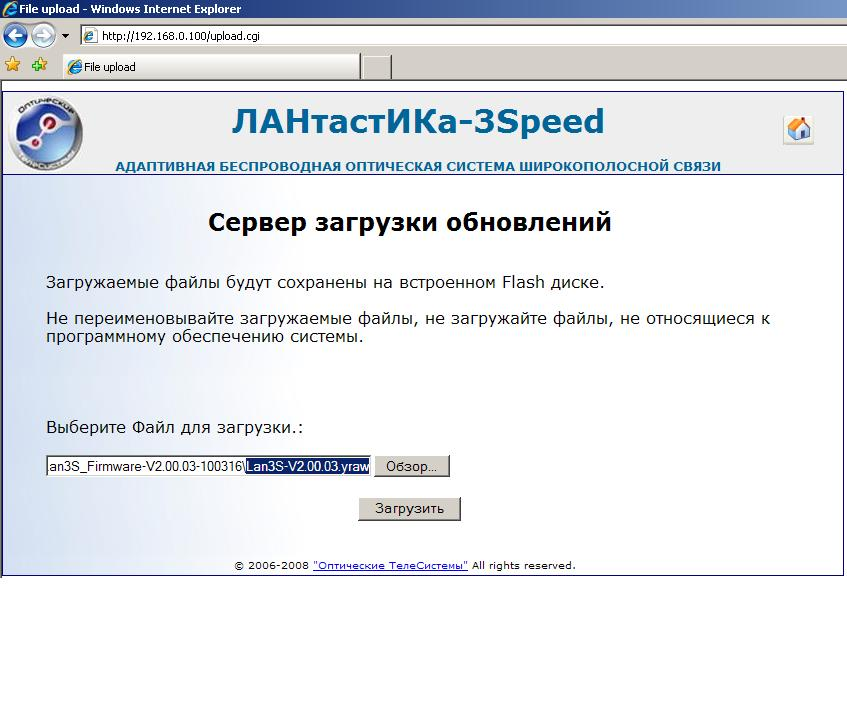 File upload - Windows Internet Explorer
http://192.168.0.100/upload.cgi
File upload
ОПТИЧЕСКИЕ
ТЕЛЕСИСТЕМЫ
ЛАНтастИКа-3Speed
АДАПТИВНАЯ БЕСПРОВОДНАЯ ОПТИЧЕСКАЯ СИСТЕМА ШИРОКОПОЛОСНОЙ СВЯЗИ
Сервер загрузки обновлений
Загружаемые файлы будут сохранены на встроенном Flash диске.
Не переименовывайте загружаемые файлы, не загружайте файлы, не относящиеся к
программному обеспечению системы.
Выберите Файл для загрузки.:
an3S_Firmware-V2.00.03-100316\Lan3S-V2.00.03.yraw Обзор...
Загрузить
© 2006-2008 "Оптические ТелеСистемы" All rights reserved.